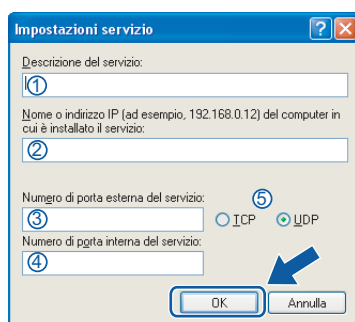 Impostazioni servizio
Descrizione del servizio:
①
Nome o indirizzo IP (ad esempio, 192.168.0.12) del computer in
cui è installato il servizio:
②
Numero di porta esterna del servizio:
⑤
③
TCP
UDP
Numero di porta interna del servizio:
④
OK
Annulla